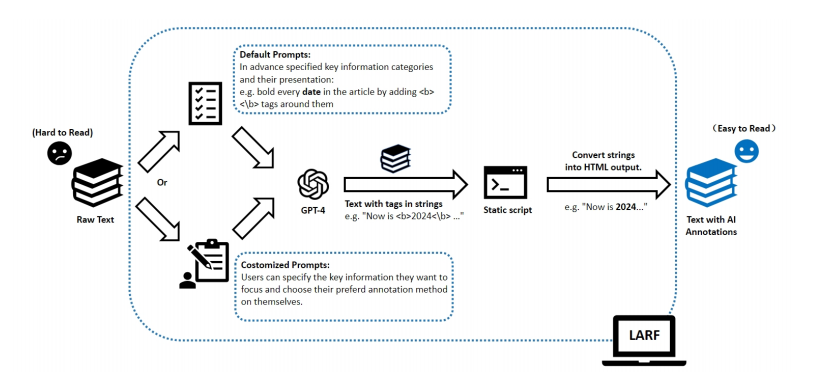 Default Prompts:
In advance specified key information categories
and their presentation:
e.g. bold every date in the article by adding <b>
<\b> tags around them
(Hard to Read)
Raw Text
Or
GPT-4
Text with tags in strings
e.g. "Now is <b>2024<\b> ..."
Static script
Convert strings
into HTML output.
e.g. "Now is 2024..."
(Easy to Read)
Text with AI
Annotations
Costomized Prompts:
Users can specify the key information they want to
focus and choose their preferd annotation method
on themselves.
LARF